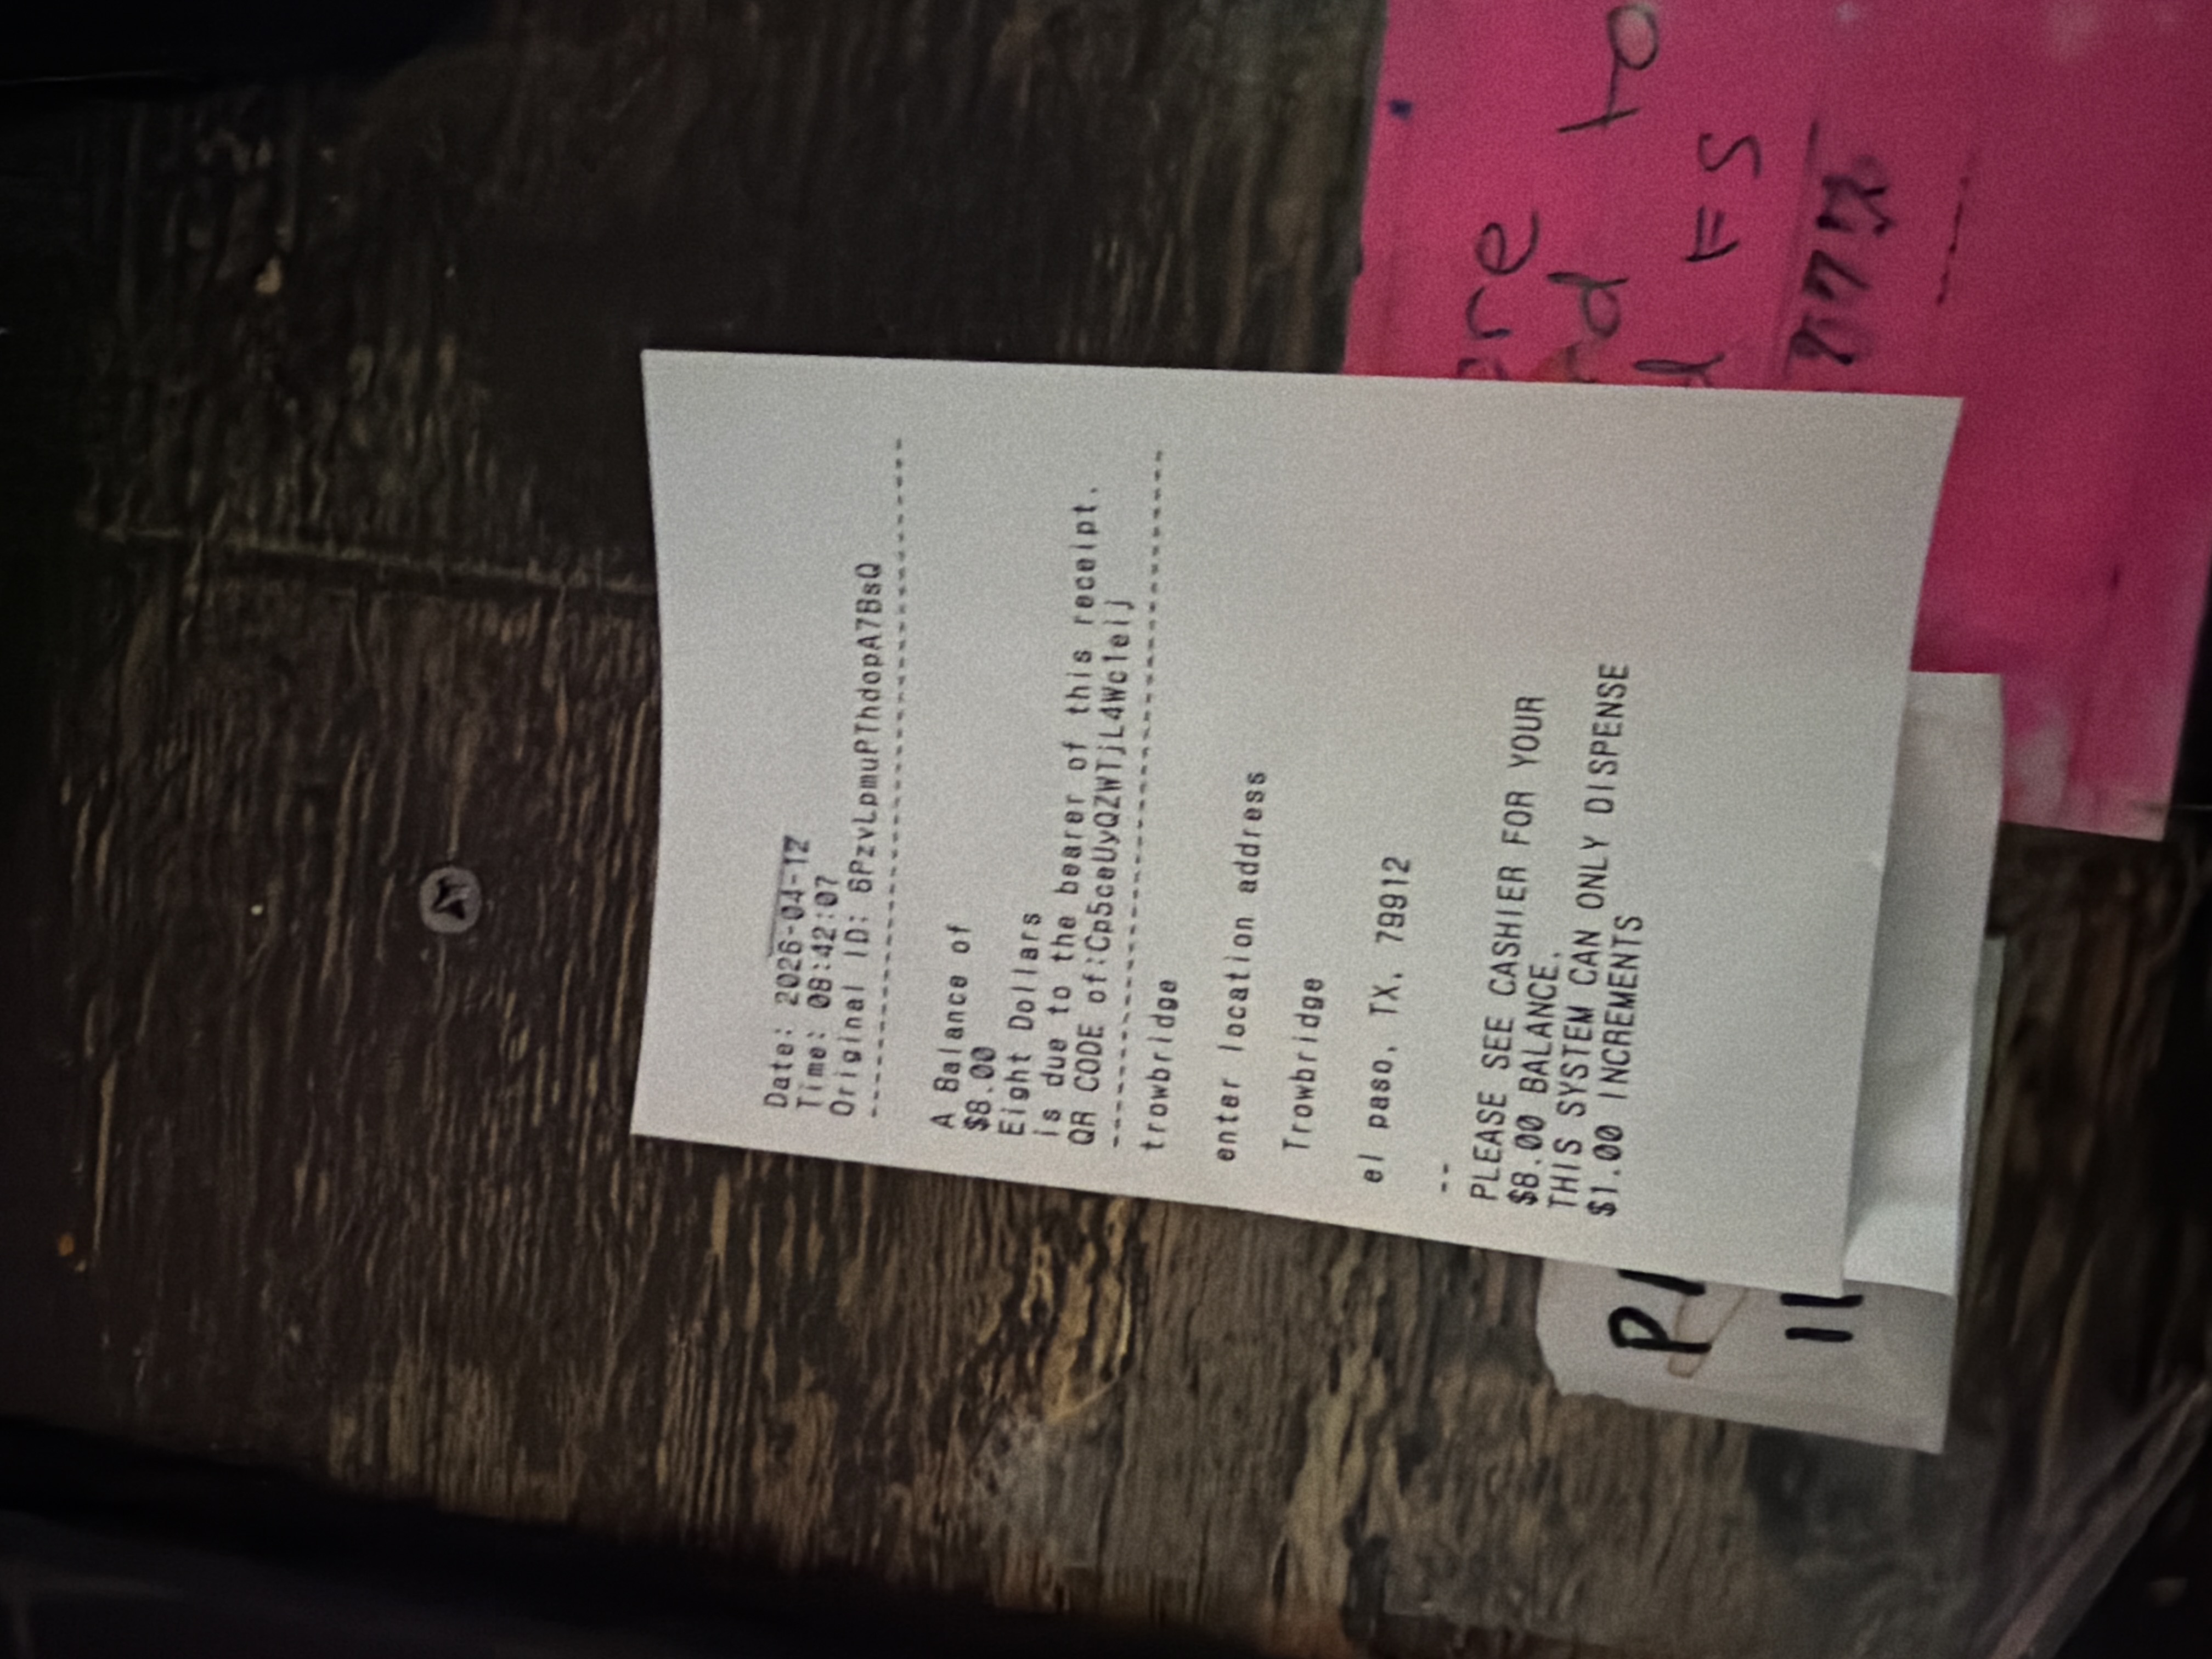 Date: 2026-04-12
Time: 08:42:07
Original ID: 6PzvLpmuPThdopA7BsQ
--------------------------------
A Balance of
$8.00
Eight Dollars
is due to the bearer of this receipt.
QR CODE of:Cp5ceUyQZWTjL4Wc1eij
--------------------------------
trowbridge
enter location address
Trowbridge
el paso, TX, 79912
--
PLEASE SEE CASHIER FOR YOUR
$8.00 BALANCE.
THIS SYSTEM CAN ONLY DISPENSE
$1.00 INCREMENTS
to